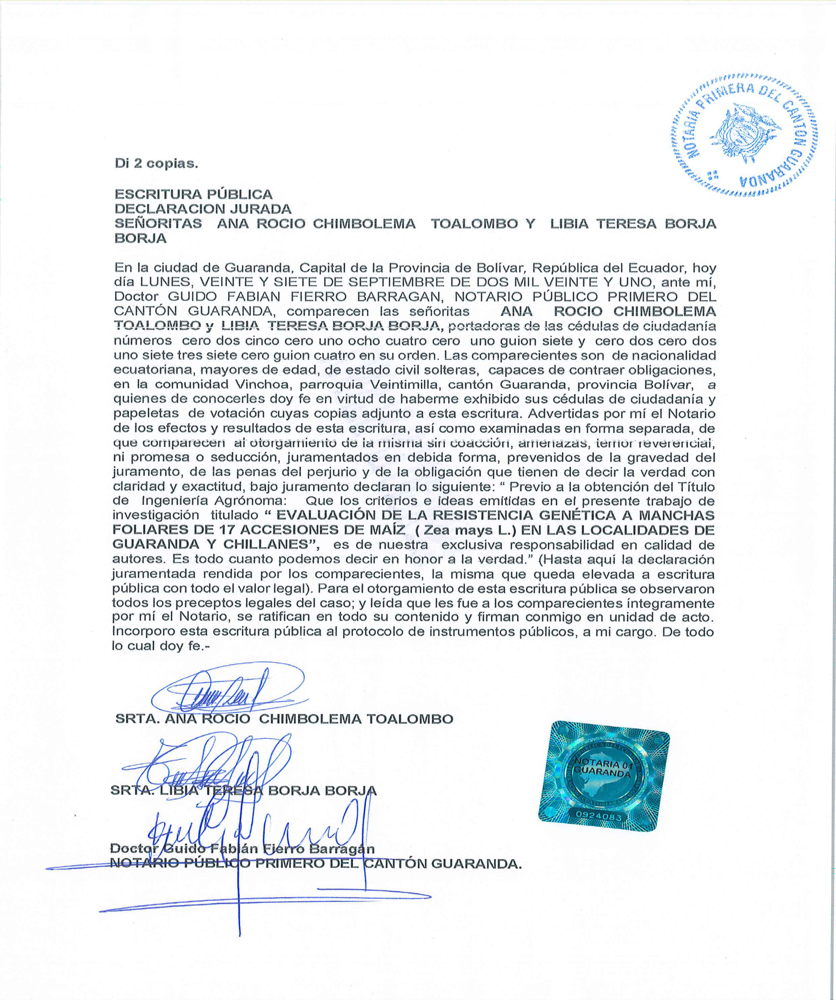 NOTARIA PRIMERA DEL CANTON GUARANDA
Di 2 copias.
ESCRITURA PÚBLICA
DECLARACION JURADA
SEÑORITAS ANA ROCIO CHIMBOLEMA TOALOMBO Y LIBIA TERESA BORJA
BORJA
En la ciudad de Guaranda, Capital de la Provincia de Bolívar, República del Ecuador, hoy
día LUNES, VEINTE Y SIETE DE SEPTIEMBRE DE DOS MIL VEINTE Y UNO, ante mí,
Doctor GUIDO FABIAN FIERRO BARRAGAN, NOTARIO PÚBLICO PRIMERO DEL
CANTÓN GUARANDA, comparecen las señoritas ANA ROCIO CHIMBOLEMA
TOALOMBO y LIBIA TERESA BORJA BORJA, portadoras de las cédulas de ciudadanía
números cero dos cinco cero uno ocho cuatro cero uno guion siete y cero dos cero dos
uno siete tres siete cero guion cuatro en su orden. Las comparecientes son de nacionalidad
ecuatoriana, mayores de edad, de estado civil solteras, capaces de contraer obligaciones,
en la comunidad Vinchoa, parroquia Veintimilla, cantón Guaranda, provincia Bolívar, a
quienes de conocerles doy fe en virtud de haberme exhibido sus cédulas de ciudadanía y
papeletas de votación cuyas copias adjunto a esta escritura. Advertidas por mí el Notario
de los efectos y resultados de esta escritura, así como examinadas en forma separada, de
que comparecen al otorgamiento de la misma sin coacción, amenazas, temor reverencial,
ni promesa o seducción, juramentados en debida forma, prevenidos de la gravedad del
juramento, de las penas del perjurio y de la obligación que tienen de decir la verdad con
claridad y exactitud, bajo juramento declaran lo siguiente: “ Previo a la obtención del Título
de Ingeniería Agrónoma: Que los criterios e ideas emitidas en el presente trabajo de
investigación titulado “ EVALUACIÓN DE LA RESISTENCIA GENÉTICA A MANCHAS
FOLIARES DE 17 ACCESIONES DE MAÍZ ( Zea mays L.) EN LAS LOCALIDADES DE
GUARANDA Y CHILLANES”, es de nuestra exclusiva responsabilidad en calidad de
autores. Es todo cuanto podemos decir en honor a la verdad.” (Hasta aquí la declaración
juramentada rendida por los comparecientes, la misma que queda elevada a escritura
pública con todo el valor legal). Para el otorgamiento de esta escritura pública se observaron
todos los preceptos legales del caso; y leída que les fue a los comparecientes íntegramente
por mí el Notario, se ratifican en todo su contenido y firman conmigo en unidad de acto.
Incorporo esta escritura pública al protocolo de instrumentos públicos, a mi cargo. De todo
lo cual doy fe.-
SRTA. ANA ROCIO CHIMBOLEMA TOALOMBO
SRTA. LIBIA TERESA BORJA BORJA
NOTARIA 01
GUARANDA
0924083
Doctor Guido Fabián Fierro Barragán
NOTARIO PÚBLICO PRIMERO DEL CANTÓN GUARANDA.